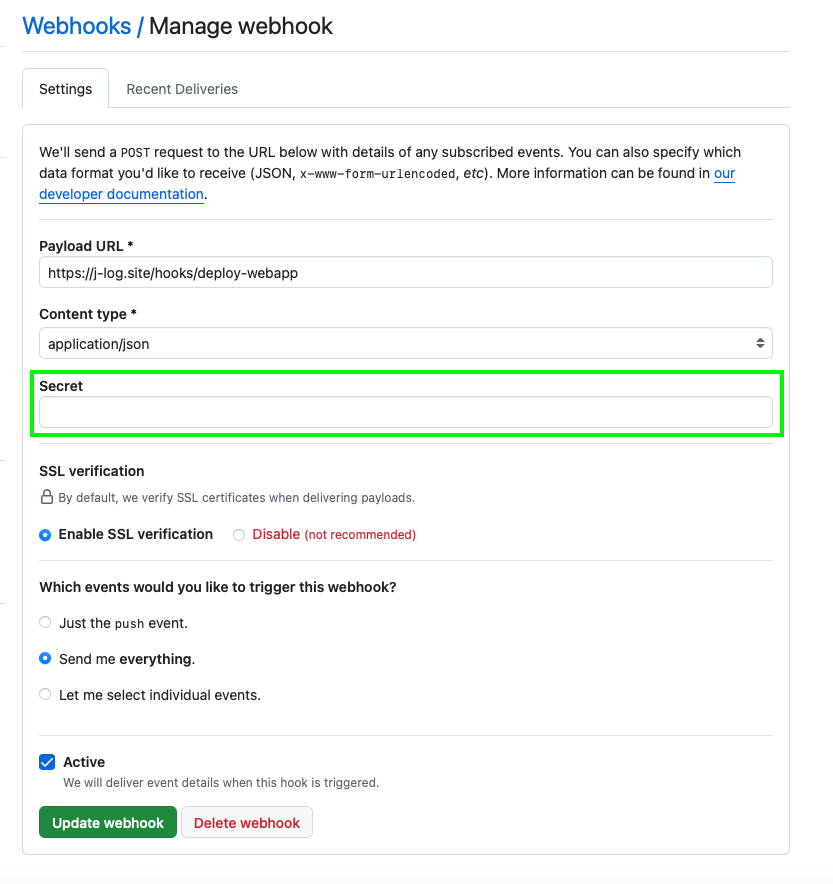 Webhooks / Manage webhook
Settings
Recent Deliveries
We'll send a POST request to the URL below with details of any subscribed events. You can also specify which
data format you'd like to receive (JSON, x-www-form-urlencoded, etc). More information can be found in our
developer documentation.
Payload URL *
https://j-log.site/hooks/deploy-webapp
Content type *
application/json
Secret
SSL verification
By default, we verify SSL certificates when delivering payloads.
Enable SSL verification
Disable (not recommended)
Which events would you like to trigger this webhook?
Just the push event.
Send me everything.
Let me select individual events.
Active
We will deliver event details when this hook is triggered.
Update webhook
Delete webhook